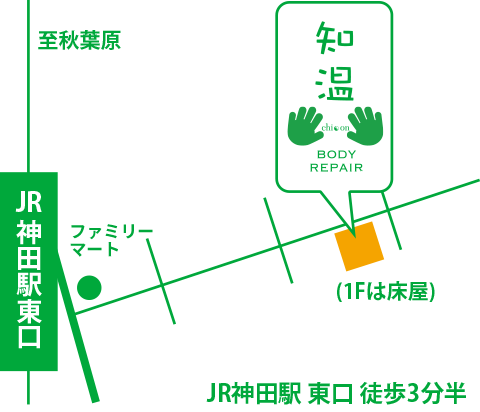 至秋葉原
知
温
chi on
BODY
REPAIR
JR
神田駅東口
ファミリー
マート
(1Fは床屋)
JR神田駅 東口 徒歩3分半